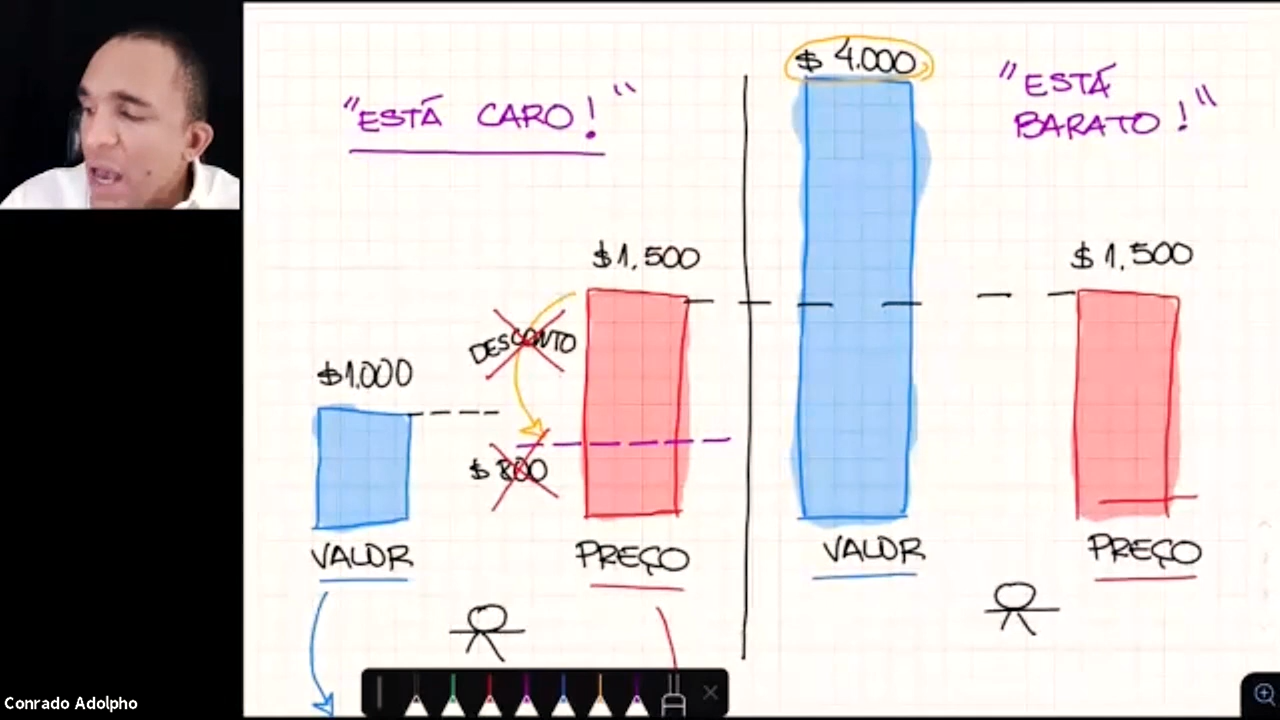 "ESTÁ CARO!"
$1.500
DESCONTO
$1.000
$800
VALOR
PREÇO
$4.000
"ESTÁ
BARATO!"
$1.500
VALOR
PREÇO
Conrado Adolpho